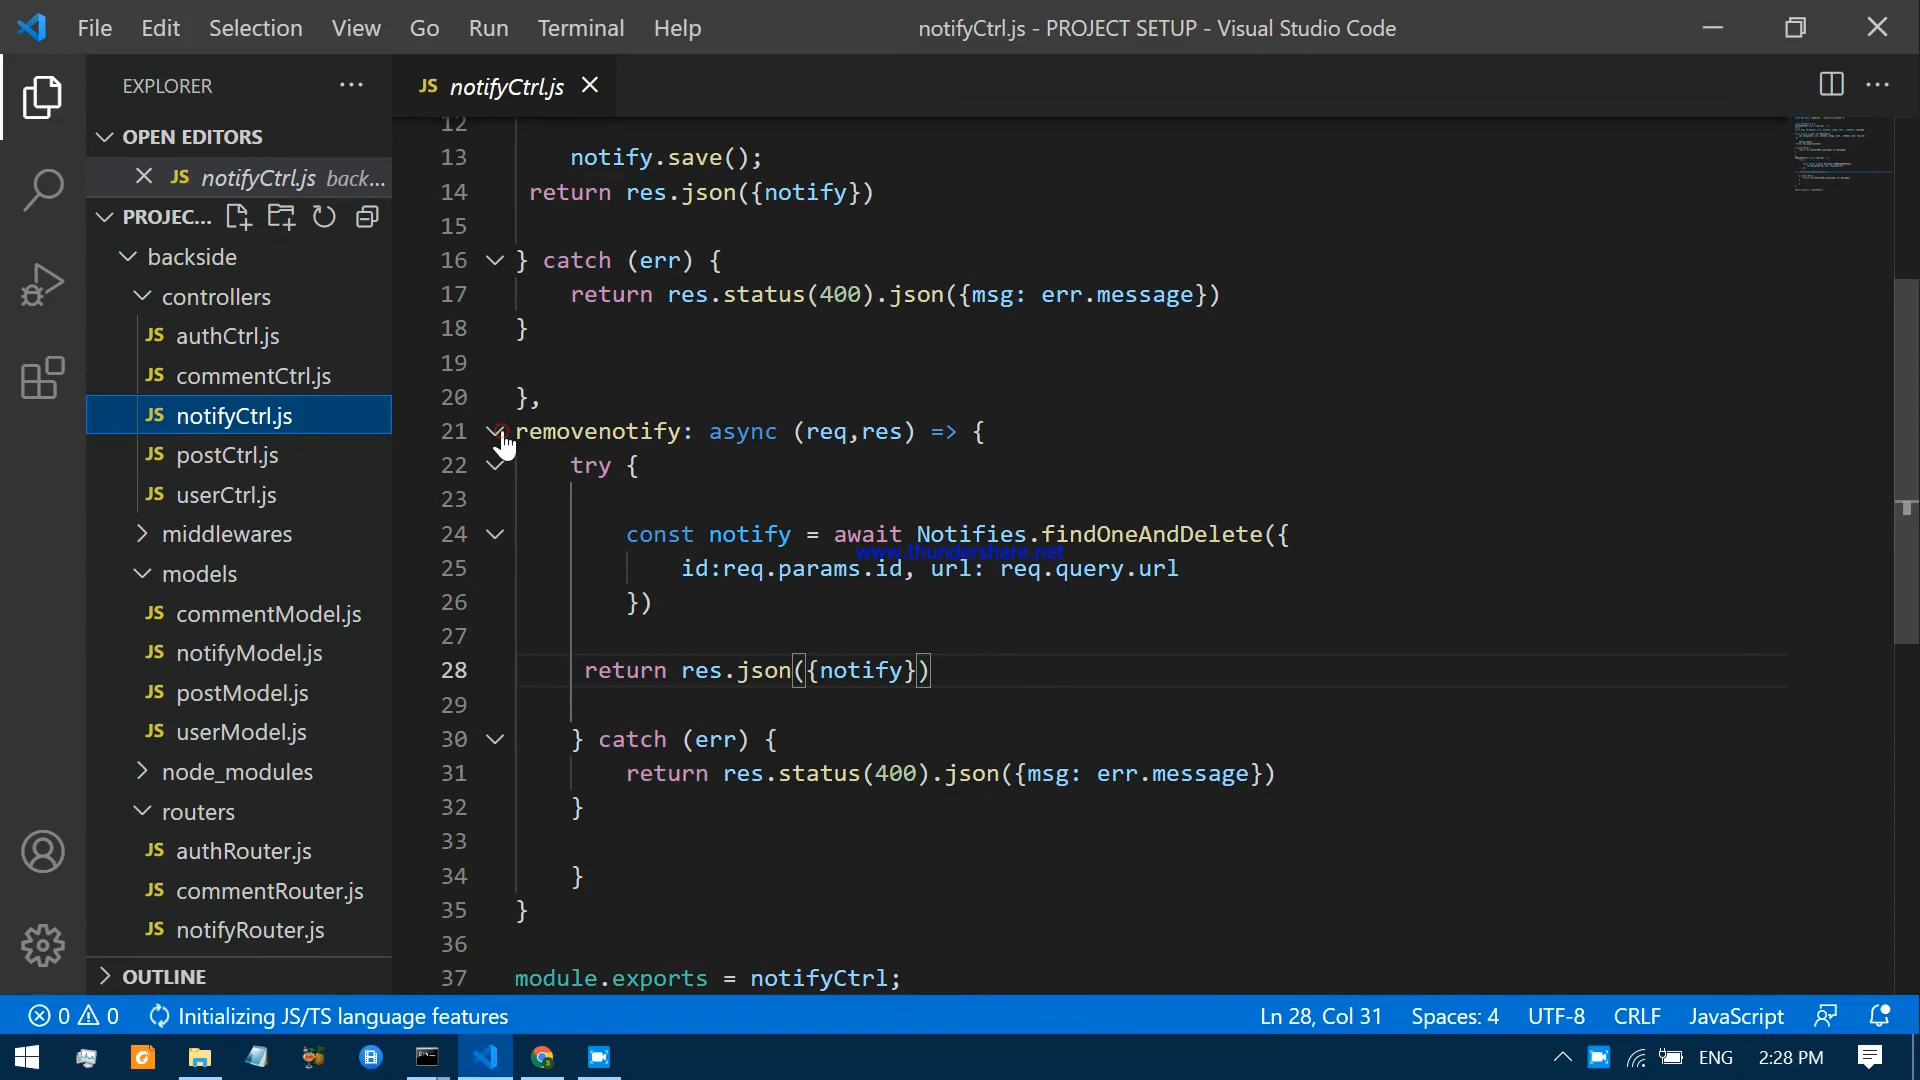 File Edit Selection View Go Run Terminal Help
notifyCtrl.js - PROJECT SETUP - Visual Studio Code
EXPLORER
OPEN EDITORS
JS notifyCtrl.js back...
PROJEC...
backside
controllers
JS authCtrl.js
JS commentCtrl.js
JS notifyCtrl.js
JS postCtrl.js
JS userCtrl.js
middlewares
models
JS commentModel.js
JS notifyModel.js
JS postModel.js
JS userModel.js
node_modules
routers
JS authRouter.js
JS commentRouter.js
JS notifyRouter.js
OUTLINE
JS notifyCtrl.js
12
13 notify.save();
14 return res.json({notify})
15
16 } catch (err) {
17 return res.status(400).json({msg: err.message})
18 }
19
20 },
21 removenotify: async (req,res) => {
22 try {
23
24 const notify = await Notifies.findOneAndDelete({
www.thundershare.net
25 id:req.params.id, url: req.query.url
26 })
27
28 return res.json({notify})
29
30 } catch (err) {
31 return res.status(400).json({msg: err.message})
32 }
33
34 }
35 }
36
37 module.exports = notifyCtrl;
0 0 Initializing JS/TS language features
Ln 28, Col 31 Spaces: 4 UTF-8 CRLF JavaScript
ENG 2:28 PM